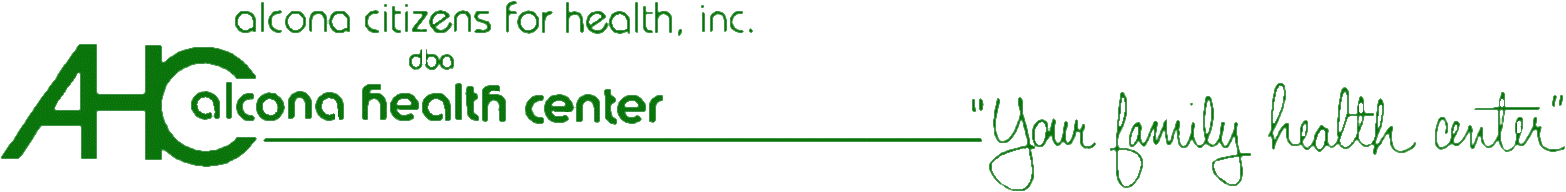 alcona citizens for health, inc.
dba
AHC
alcona health center
"Your family health center"